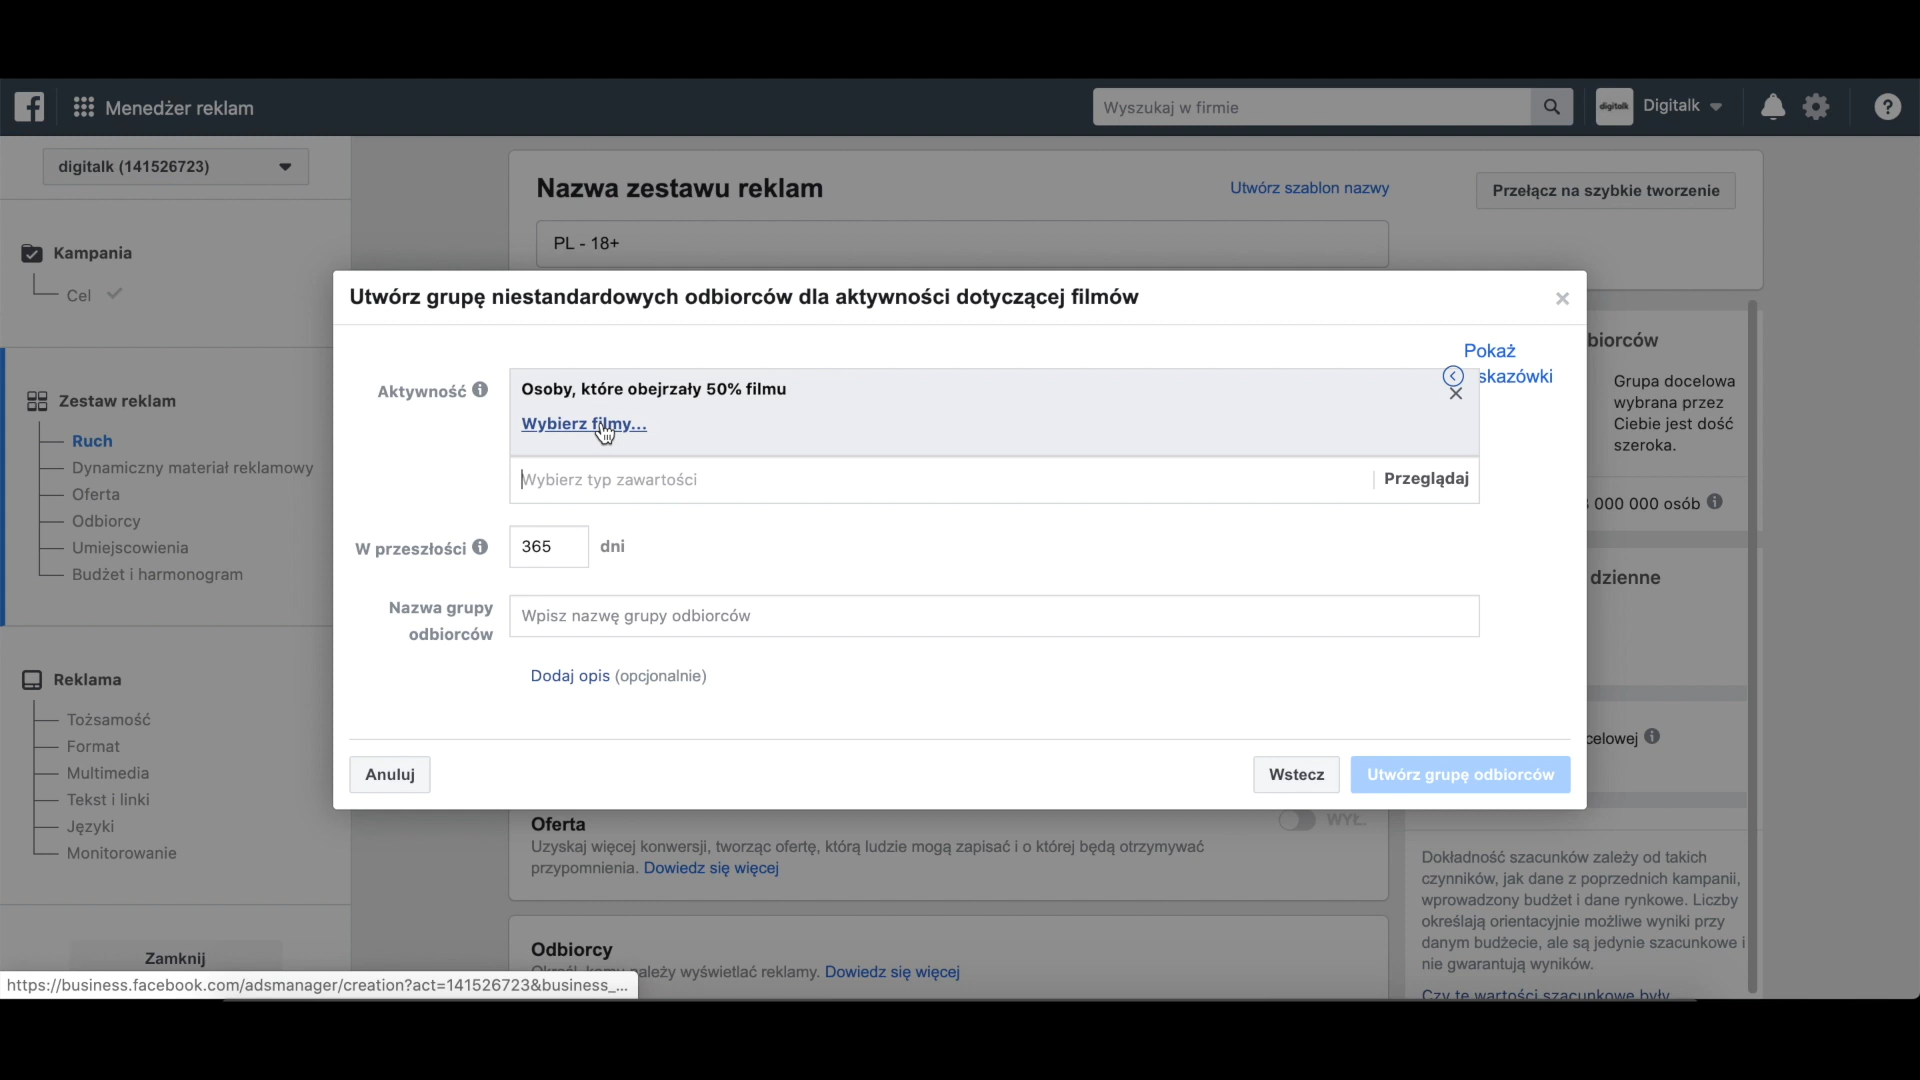 Menedżer reklam
Wyszukaj w firmie
digitalk
Digitalk
digitalk (141526723)
Nazwa zestawu reklam
Utwórz szablon nazwy
Przełącz na szybkie tworzenie
PL - 18+
Kampania
Cel
Zestaw reklam
Ruch
Dynamiczny materiał reklamowy
Oferta
Odbiorcy
Umiejscowienia
Budżet i harmonogram
Reklama
Tożsamość
Format
Multimedia
Tekst i linki
Języki
Monitorowanie
Zamknij
Utwórz grupę niestandardowych odbiorców dla aktywności dotyczącej filmów
Pokaż
skazówki
Aktywność
Osoby, które obejrzały 50% filmu
Wybierz filmy...
Wybierz typ zawartości
Przeglądaj
W przeszłości
365
dni
Nazwa grupy
odbiorców
Wpisz nazwę grupy odbiorców
Dodaj opis (opcjonalnie)
Anuluj
Wstecz
Utwórz grupę odbiorców
biorców
Grupa docelowa
wybrana przez
Ciebie jest dość
szeroka.
000 000 osób
dzienne
celowej
Oferta
WYŁ.
Uzyskaj więcej konwersji, tworząc ofertę, którą ludzie mogą zapisać i o której będą otrzymywać
przypomnienia. Dowiedz się więcej
Odbiorcy
należy wyświetlać reklamy. Dowiedz się więcej
Dokładność szacunków zależy od takich
czynników, jak dane z poprzednich kampanii,
wprowadzony budżet i dane rynkowe. Liczby
określają orientacyjnie możliwe wyniki przy
danym budżecie, ale są jedynie szacunkowe i
nie gwarantują wyników.
Czy te wartości szacunkowe były
https://business.facebook.com/adsmanager/creation?act=141526723&business_...